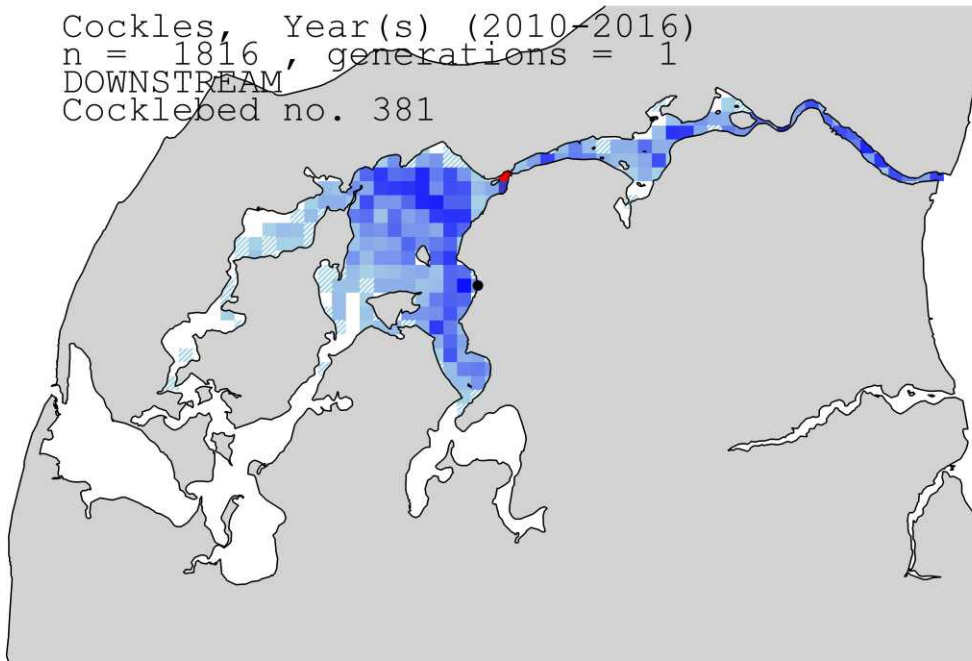 Cockles, Year(s) (2010-2016)
n = 1816 , generations = 1
DOWNSTREAM
Cocklebed no. 381